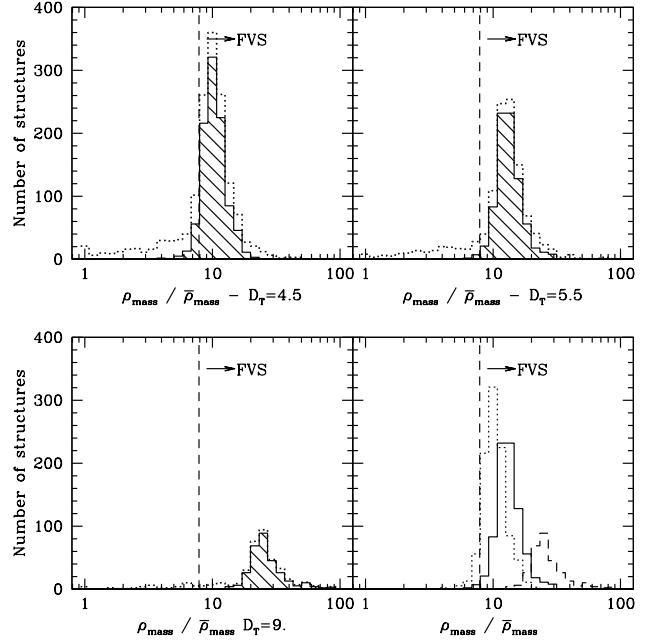 400
300
200
100
0
Number of structures
FVS
FVS
1
10
100
1
10
100
ρmass / ρ̅mass − DT=4.5
ρmass / ρ̅mass − DT=5.5
400
300
200
100
0
Number of structures
FVS
FVS
1
10
100
1
10
100
ρmass / ρ̅mass DT=9.
ρmass / ρ̅mass